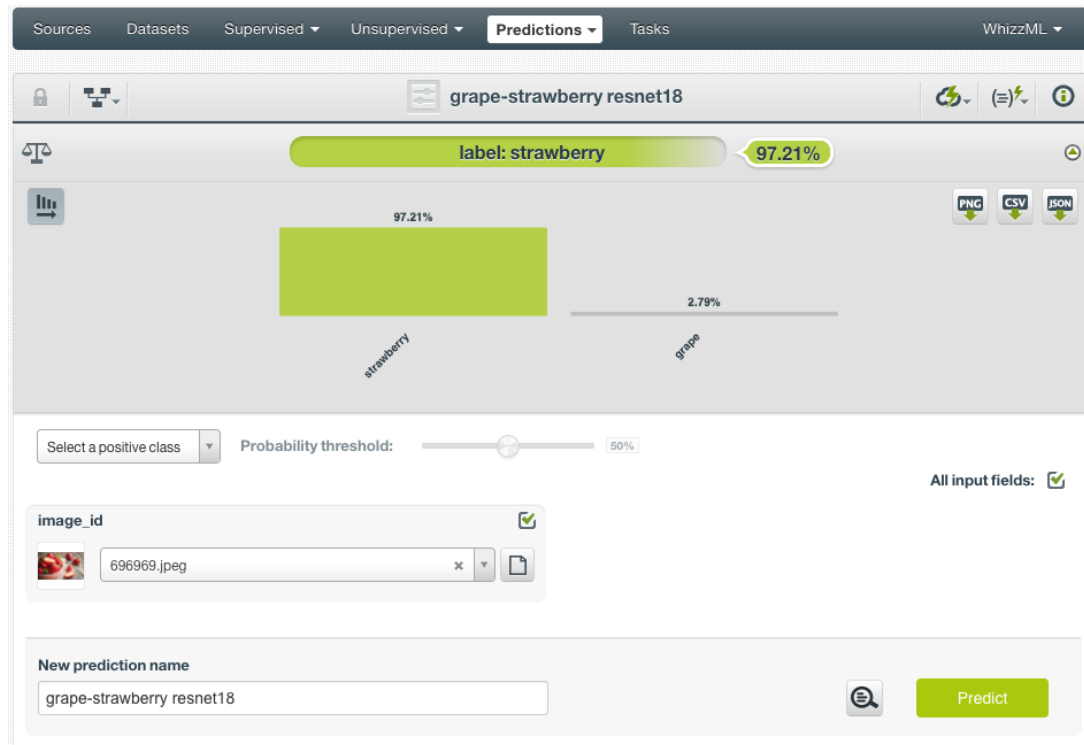 Sources Datasets Supervised Unsupervised Predictions Tasks WhizzML
grape-strawberry resnet18
label: strawberry 97.21%
PNG CSV JSON
97.21%
2.79%
strawberry grape
Select a positive class Probability threshold: 50%
All input fields:
image_id
696969.jpeg
New prediction name
grape-strawberry resnet18 Predict